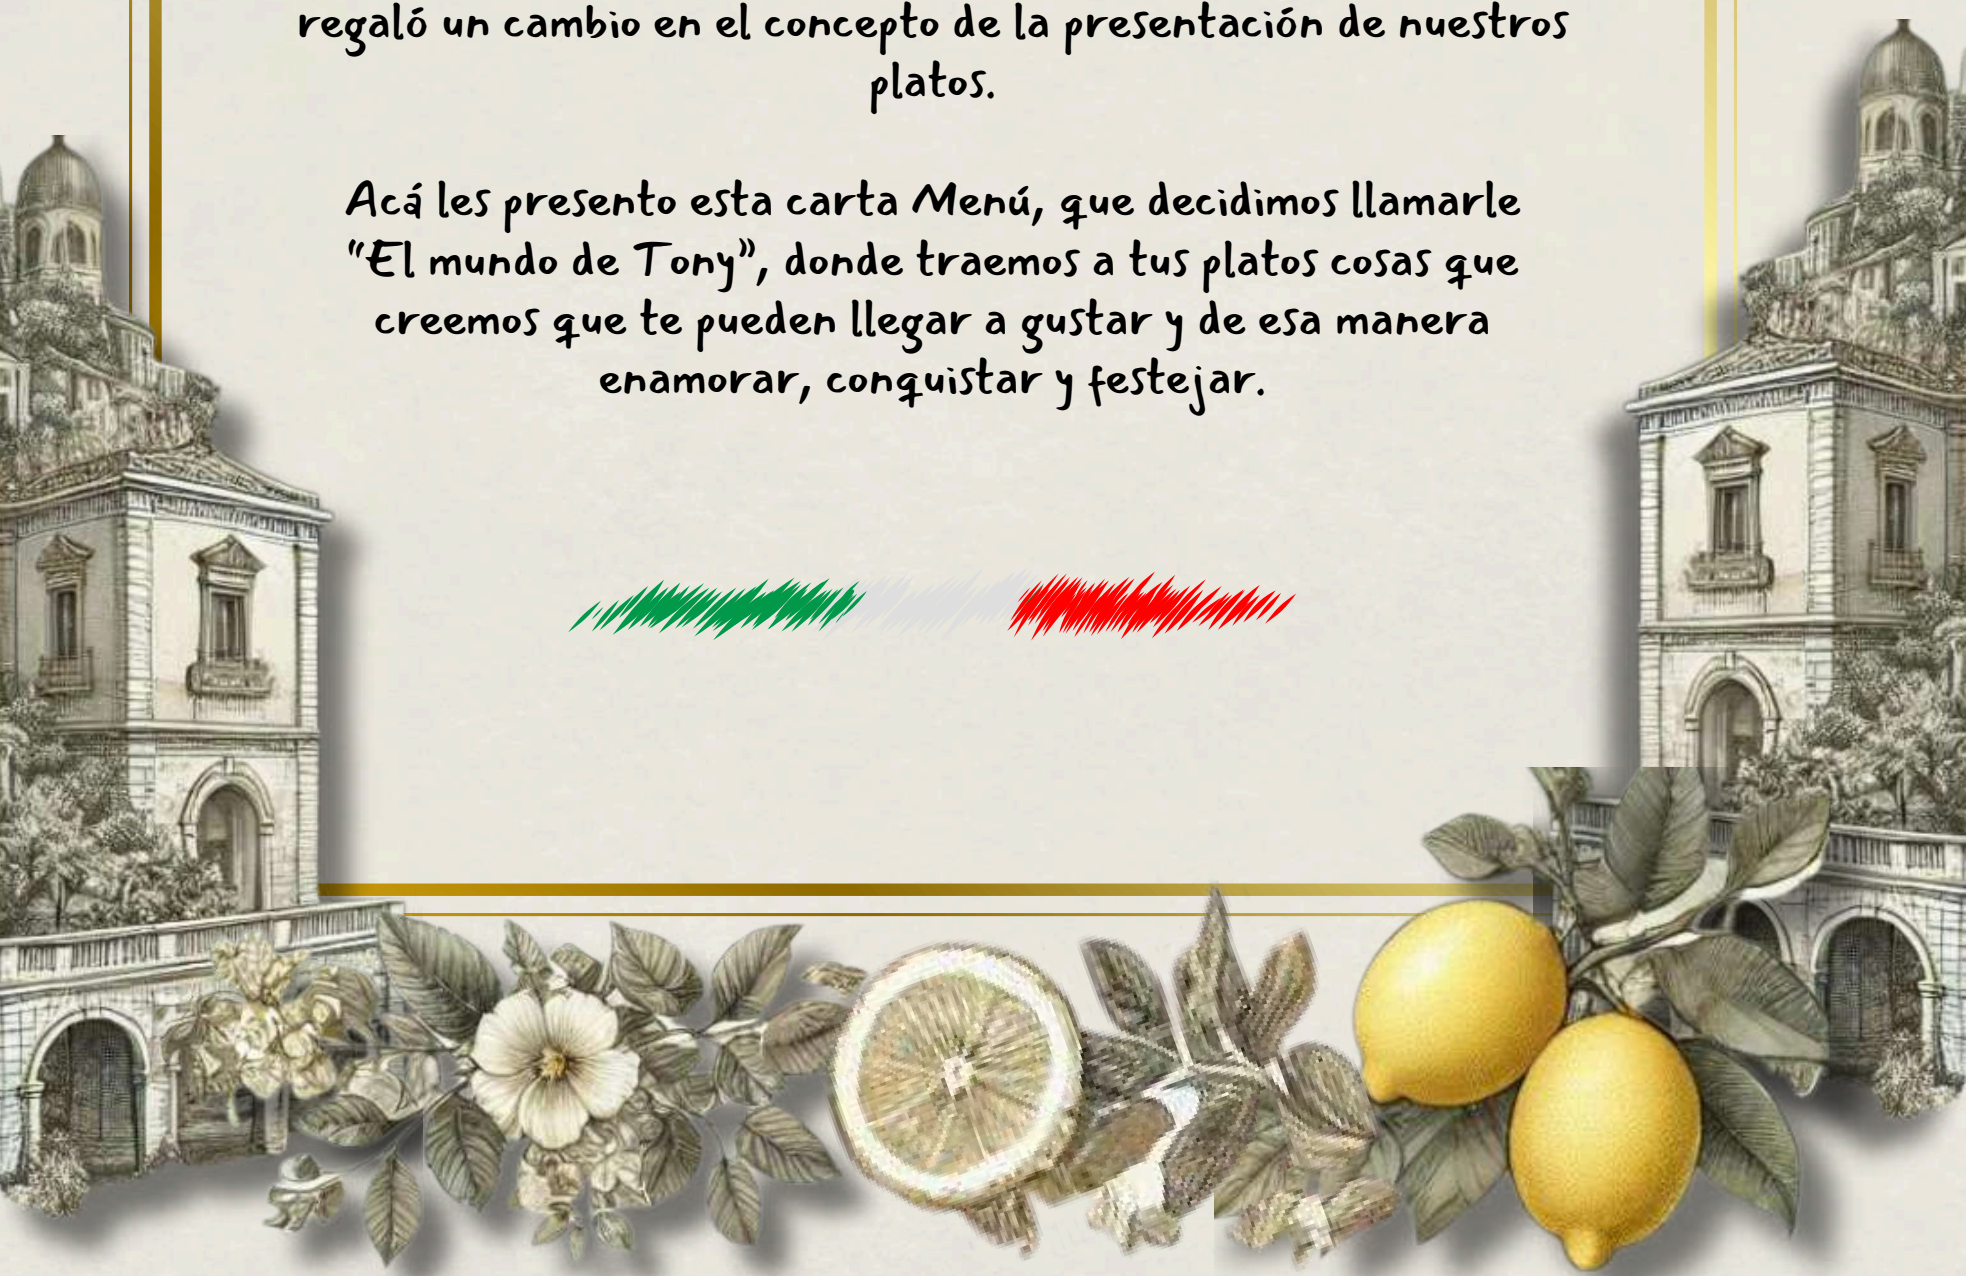 regaló un cambio en el concepto de la presentación de nuestros
platos.
Acá les presento esta carta Menú, que decidimos llamarle
“El mundo de Tony”, donde traemos a tus platos cosas que
creemos que te pueden llegar a gustar y de esa manera
enamorar, conquistar y festejar.